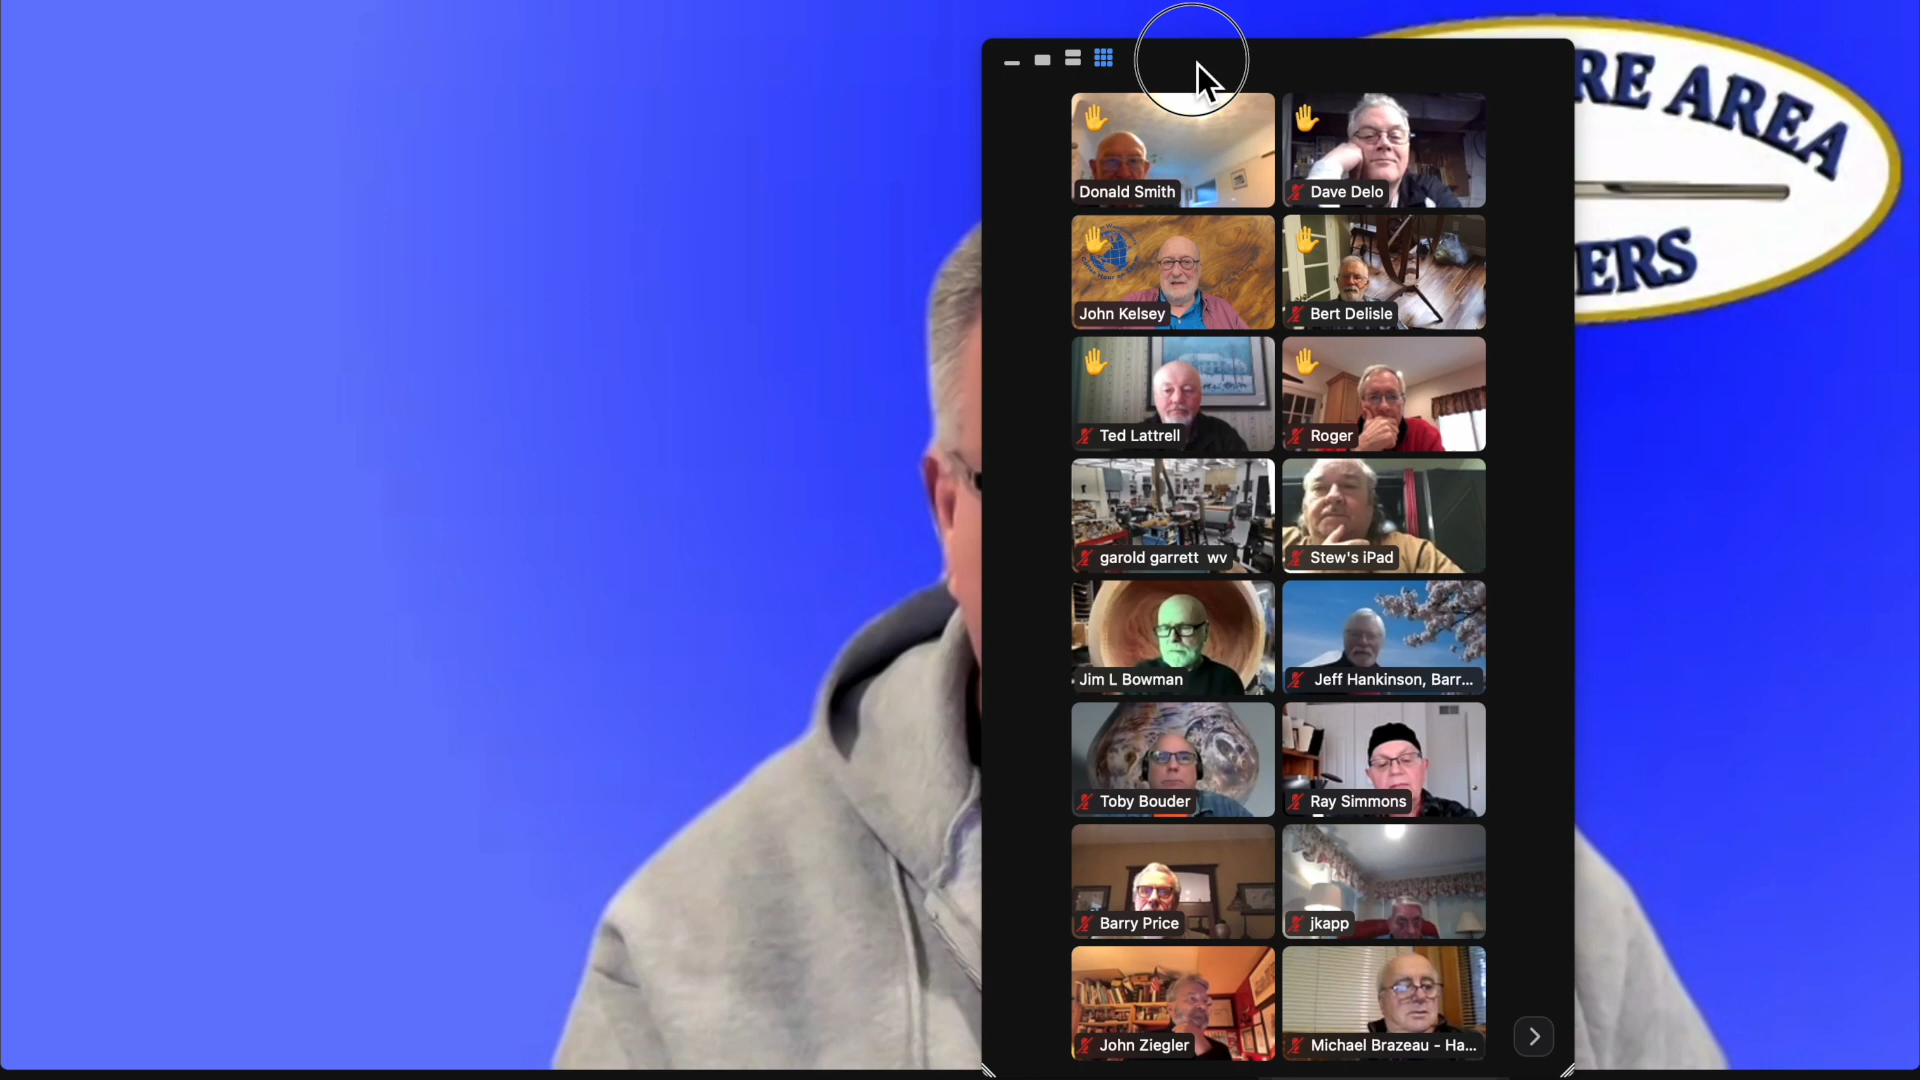 RE AREA
ERS
Donald Smith
Dave Delo
John Kelsey
Bert Delisle
Ted Lattrell
Roger
garold garrett wv
Stew's iPad
Jim L Bowman
Jeff Hankinson, Barr...
Toby Bouder
Ray Simmons
Barry Price
jkapp
John Ziegler
Michael Brazeau - Ha...